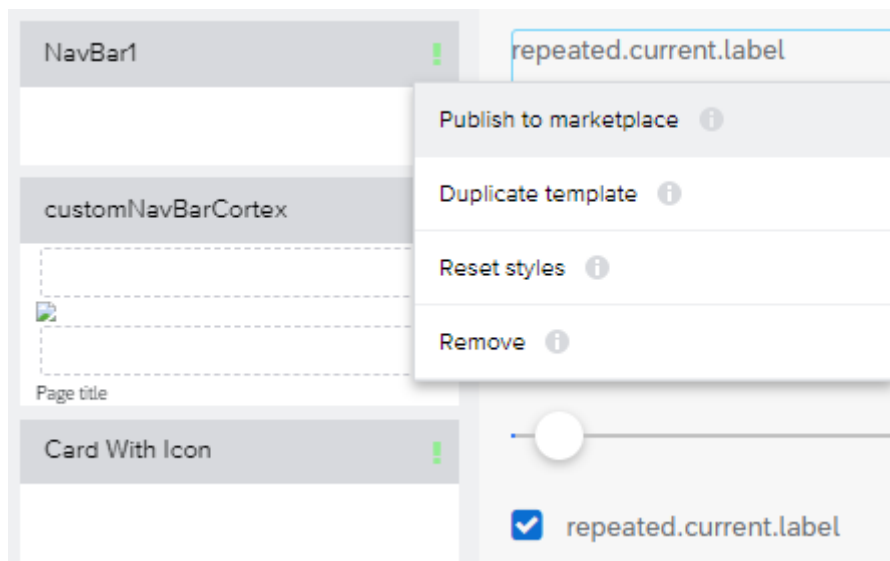 NavBar1
repeated.current.label
Publish to marketplace
Duplicate template
customNavBarCortex
Reset styles
Remove
Page title
Card With Icon
repeated.current.label